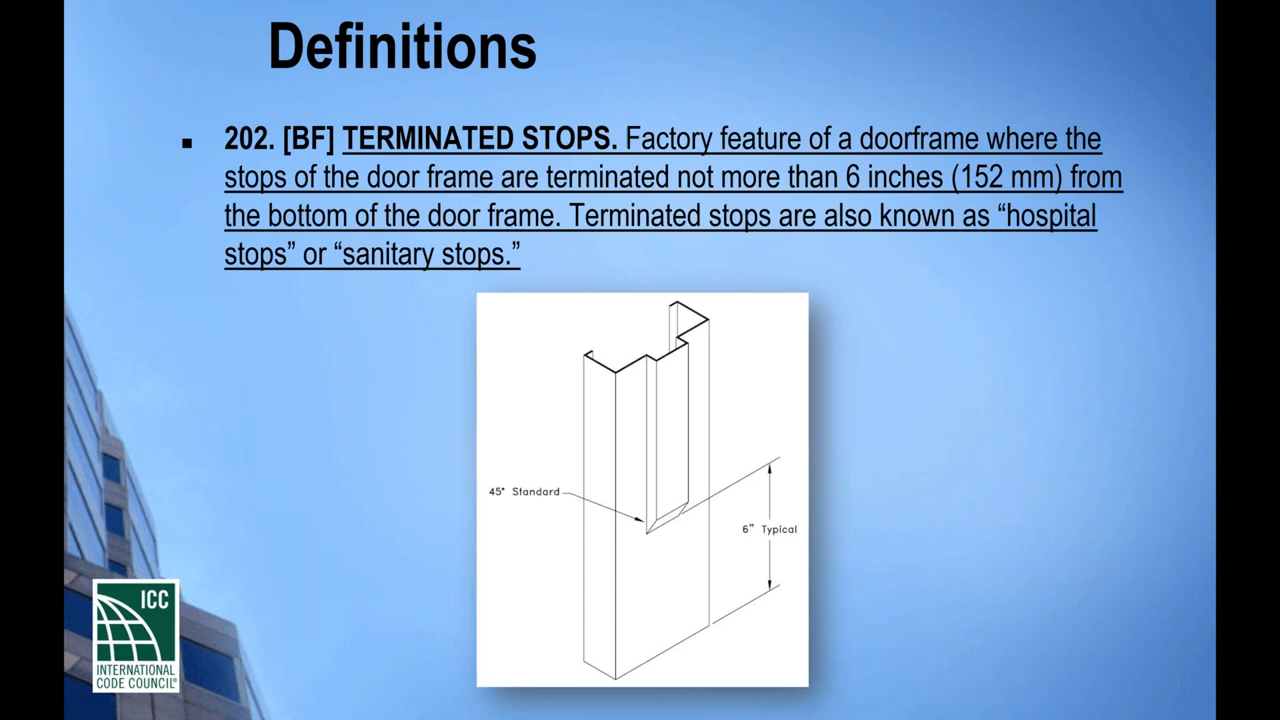 Definitions
▪ 202. [BF] TERMINATED STOPS. Factory feature of a doorframe where the
stops of the door frame are terminated not more than 6 inches (152 mm) from
the bottom of the door frame. Terminated stops are also known as “hospital
stops” or “sanitary stops.”
45° Standard
6” Typical
ICC
INTERNATIONAL
CODE COUNCIL®